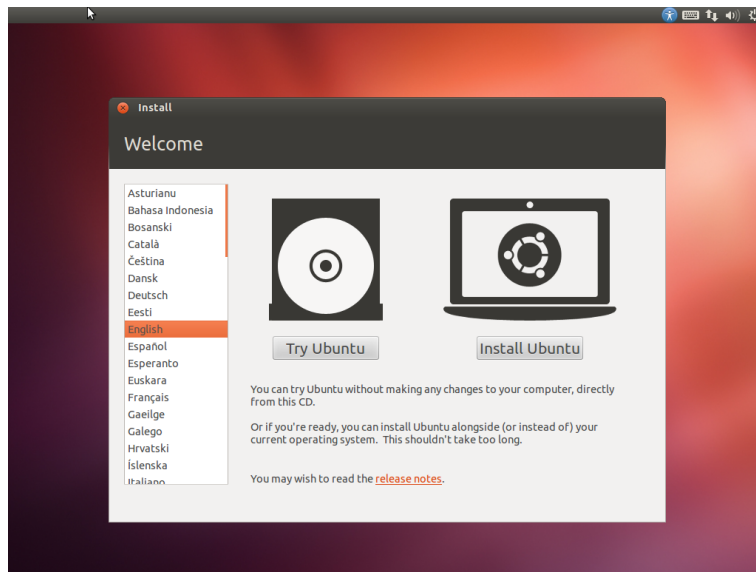 Install
Welcome
Asturianu
Bahasa Indonesia
Bosanski
Català
Čeština
Dansk
Deutsch
Eesti
English
Español
Esperanto
Euskara
Français
Gaeilge
Galego
Hrvatski
Íslenska
Italiano
Try Ubuntu
Install Ubuntu
You can try Ubuntu without making any changes to your computer, directly
from this CD.
Or if you're ready, you can install Ubuntu alongside (or instead of) your
current operating system. This shouldn't take too long.
You may wish to read the release notes.